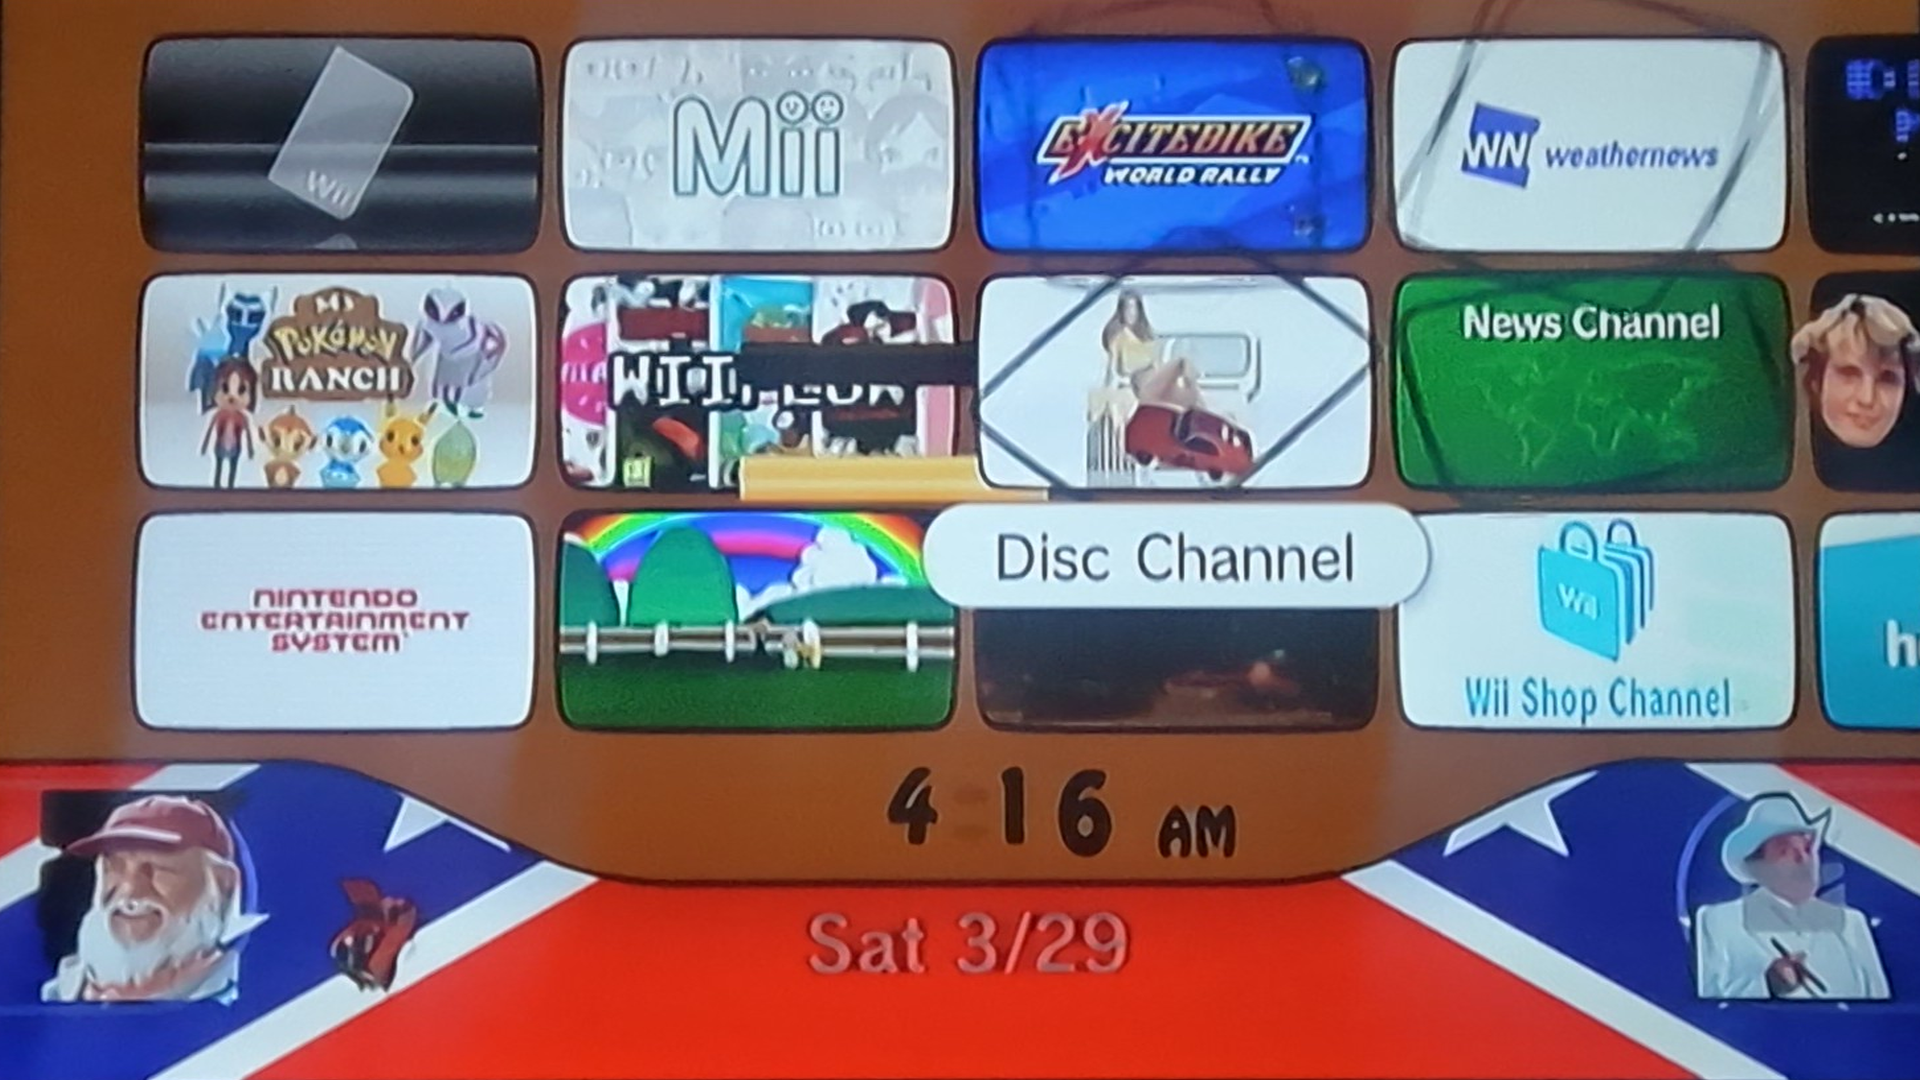 Wii
Mii
EXCITEBIKE
WORLD RALLY
WN weathernews
MY
Pokémon
RANCH
WII
News Channel
NINTENDO
ENTERTAINMENT
SYSTEM
Disc Channel
Wii
Wii Shop Channel
h
4:16 AM
Sat 3/29